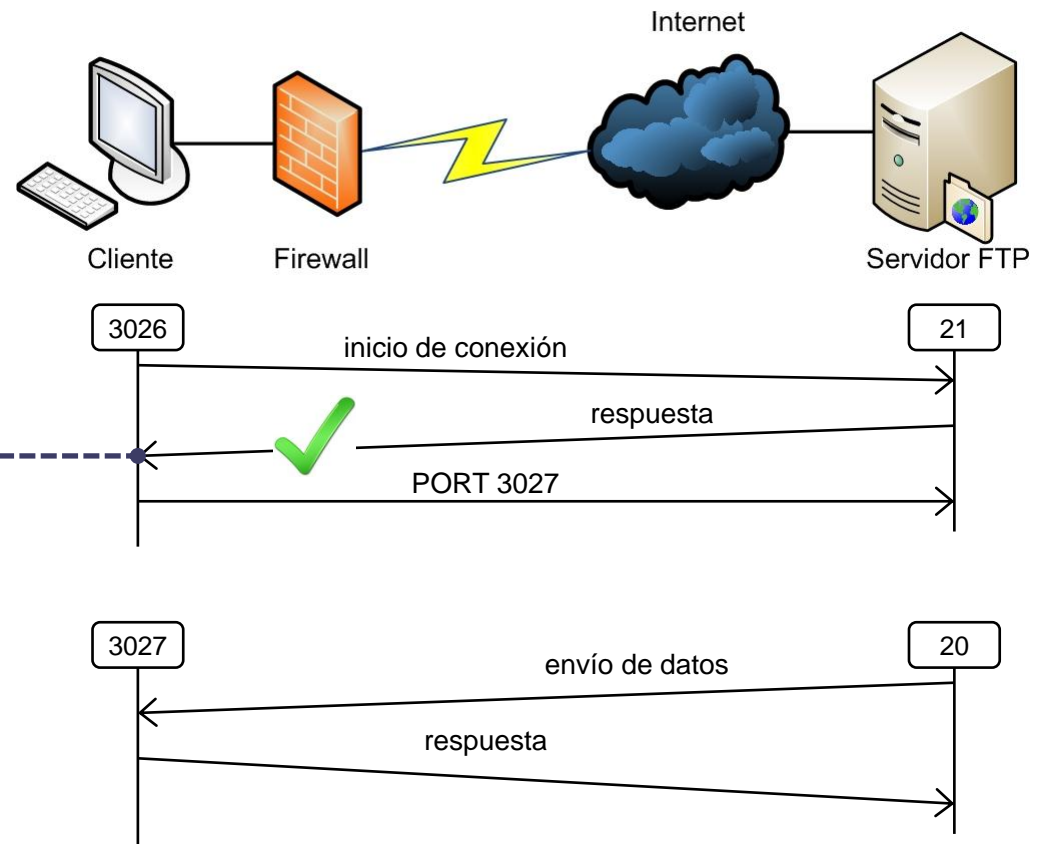 Internet
Cliente
Firewall
Servidor FTP
3026
21
inicio de conexión
respuesta
PORT 3027
3027
20
envío de datos
respuesta